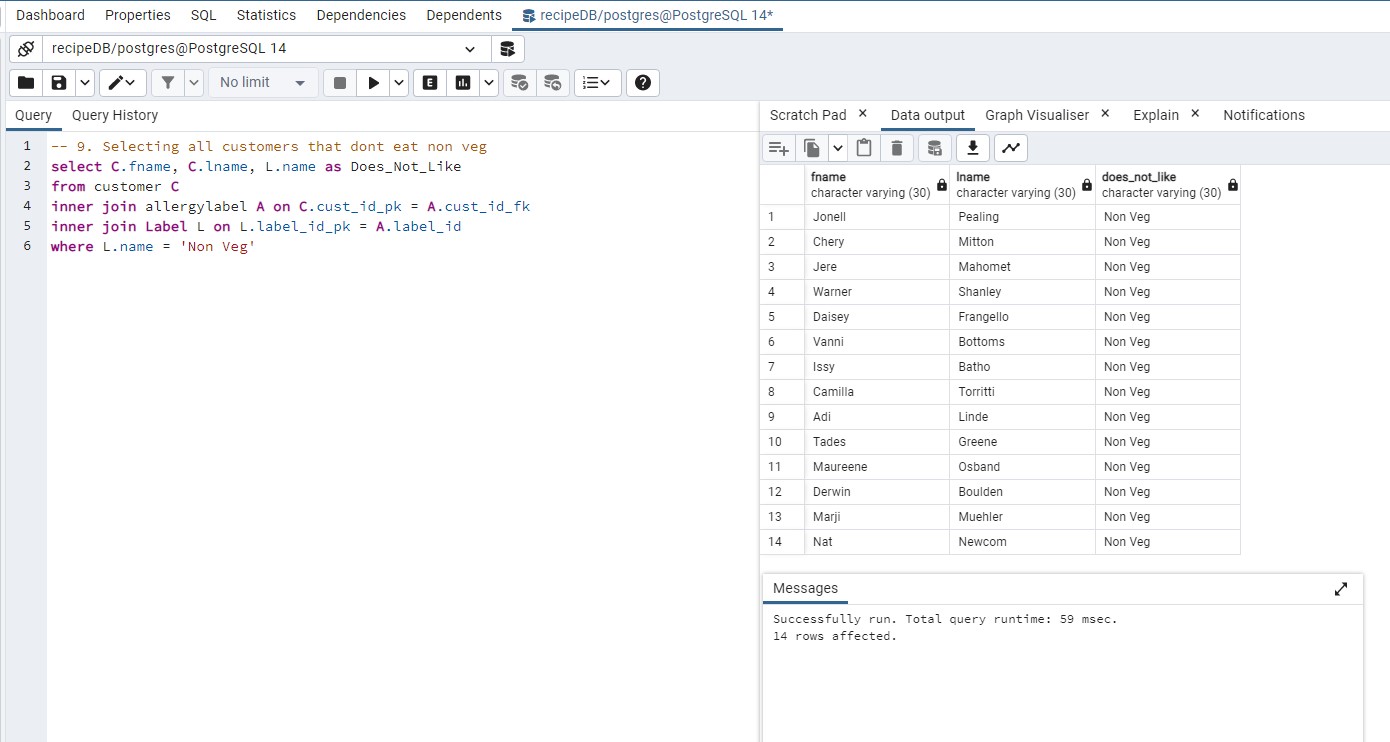 Dashboard Properties SQL Statistics Dependencies Dependents recipeDB/postgres@PostgreSQL 14*
recipeDB/postgres@PostgreSQL 14
No limit
E
?
Query Query History
1 -- 9. Selecting all customers that dont eat non veg
2 select C.fname, C.lname, L.name as Does_Not_Like
3 from customer C
4 inner join allergylabel A on C.cust_id_pk = A.cust_id_fk
5 inner join Label L on L.label_id_pk = A.label_id
6 where L.name = 'Non Veg'
Scratch Pad × Data output Graph Visualiser × Explain × Notifications
fname lname does_not_like
character varying (30) character varying (30) character varying (30)
1 Jonell Pealing Non Veg
2 Chery Mitton Non Veg
3 Jere Mahomet Non Veg
4 Warner Shanley Non Veg
5 Daisey Frangello Non Veg
6 Vanni Bottoms Non Veg
7 Issy Batho Non Veg
8 Camilla Torritti Non Veg
9 Adi Linde Non Veg
10 Tades Greene Non Veg
11 Maureene Osband Non Veg
12 Derwin Boulden Non Veg
13 Marji Muehler Non Veg
14 Nat Newcom Non Veg
Messages
Successfully run. Total query runtime: 59 msec.
14 rows affected.